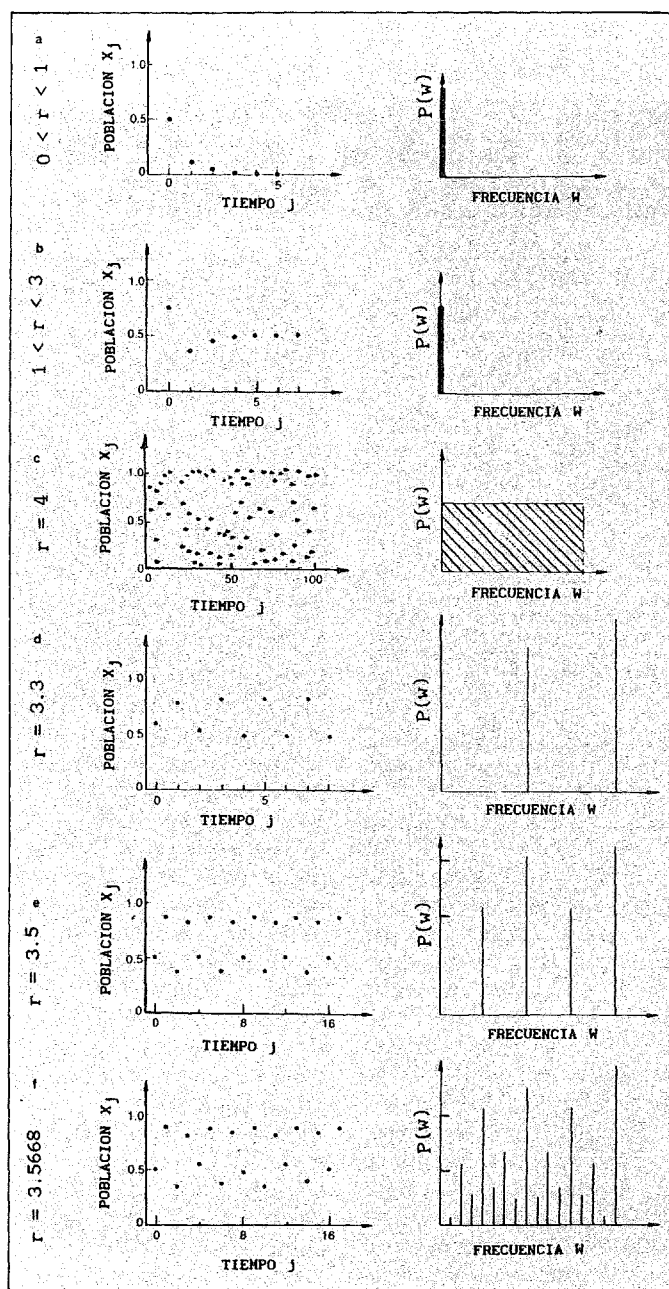 a
0 < r < 1
POBLACION Xj
1.0
0.5
0
0
5
TIEMPO j
P(w)
FRECUENCIA W
b
1 < r < 3
POBLACION Xj
1.0
0.5
0
0
5
TIEMPO j
P(w)
FRECUENCIA W
c
r = 4
POBLACION Xj
1.0
0.5
0
0
50
100
TIEMPO j
P(w)
FRECUENCIA W
d
r = 3.3
POBLACION Xj
1.0
0.5
0
0
5
TIEMPO j
P(w)
FRECUENCIA W
e
r = 3.5
POBLACION Xj
1.0
0.5
0
0
8
16
TIEMPO j
P(w)
FRECUENCIA W
r = 3.5668
POBLACION Xj
1.0
0.5
0
0
8
16
TIEMPO j
P(w)
FRECUENCIA W